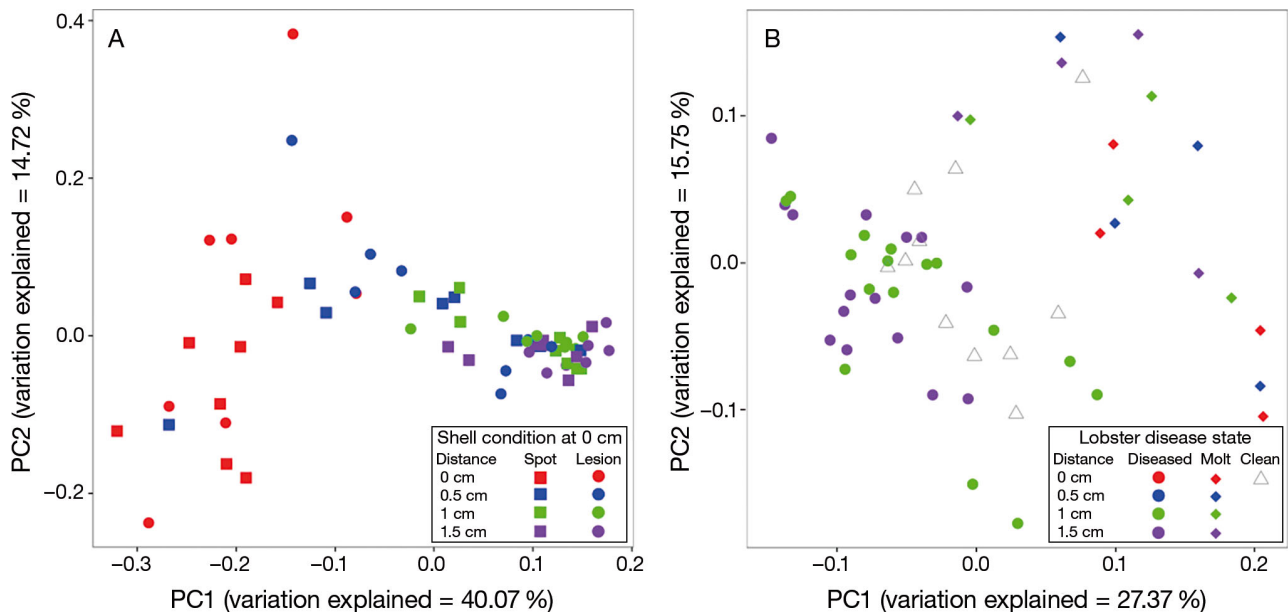 A
PC2 (variation explained = 14.72 %)
0.4
0.2
0.0
−0.2
−0.3
−0.2
−0.1
0.0
0.1
0.2
PC1 (variation explained = 40.07 %)
Shell condition at 0 cm
Distance Spot Lesion
0 cm
0.5 cm
1 cm
1.5 cm
B
PC2 (variation explained = 15.75 %)
0.1
0.0
−0.1
−0.1
0.0
0.1
0.2
PC1 (variation explained = 27.37 %)
Lobster disease state
Distance Diseased Molt Clean
0 cm
0.5 cm
1 cm
1.5 cm